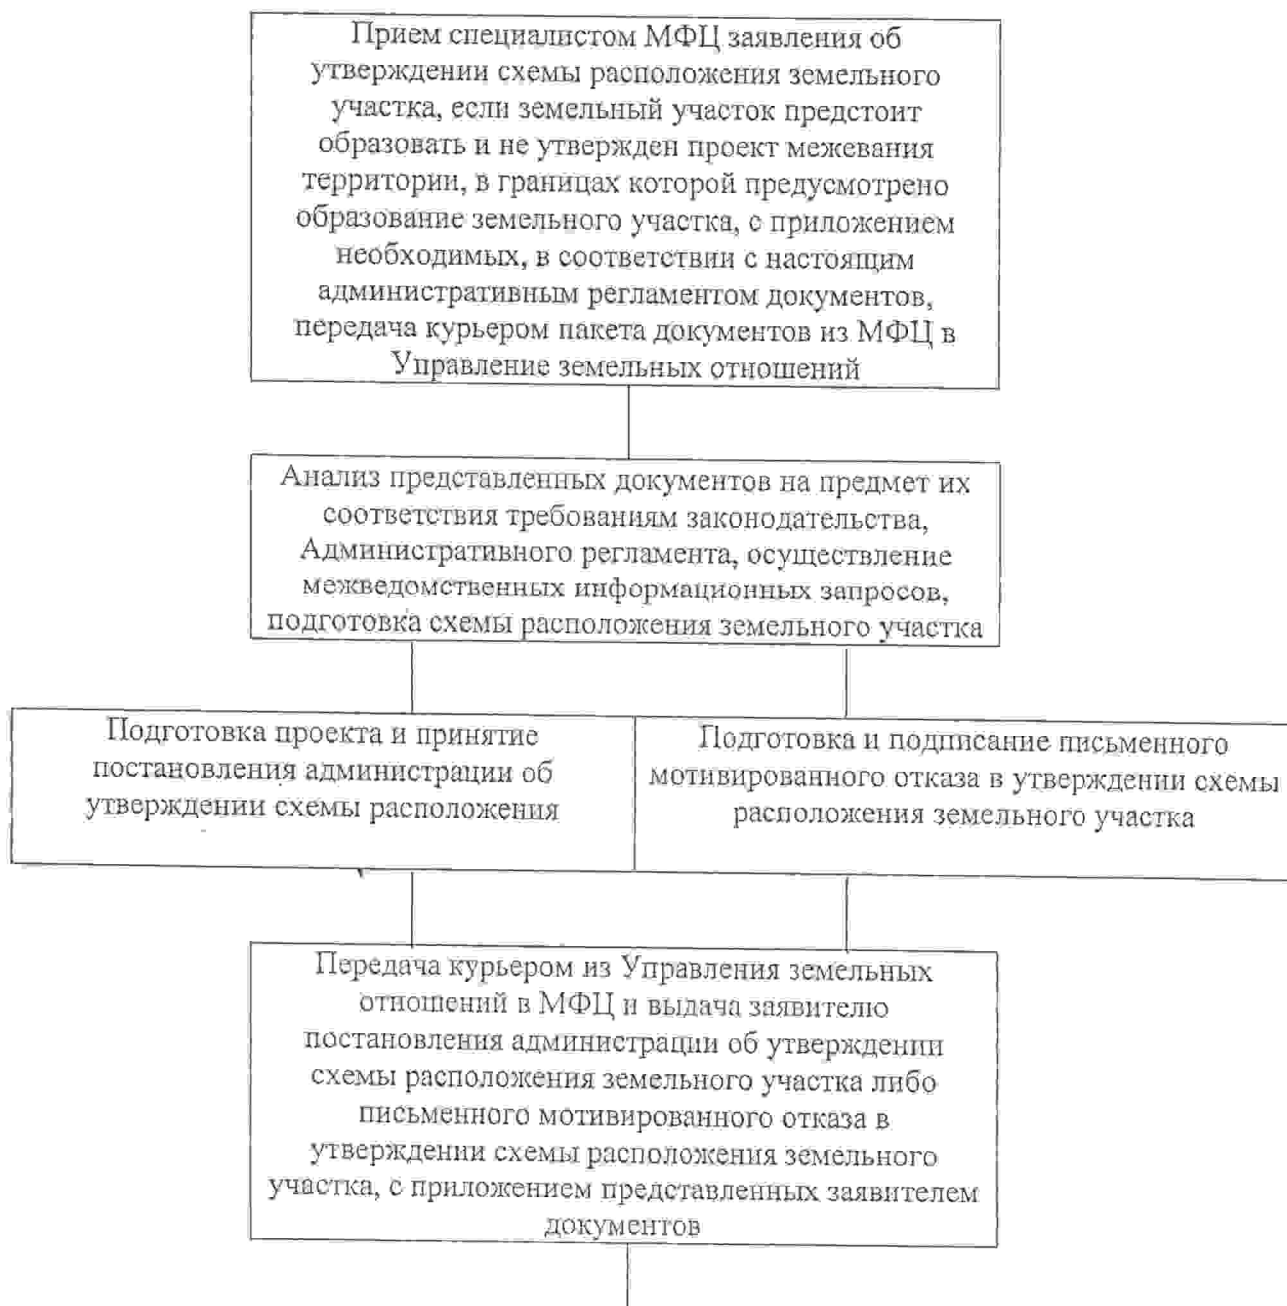 Прием специалистом МФЦ заявления об
утверждении схемы расположения земельного
участка, если земельный участок предстоит
образовать и не утвержден проект межевания
территории, в границах которой предусмотрено
образование земельного участка, с приложением
необходимых, в соответствии с настоящим
административным регламентом документов,
передача курьером пакета документов из МФЦ в
Управление земельных отношений
Анализ представленных документов на предмет их
соответствия требованиям законодательства,
Административного регламента, осуществление
межведомственных информационных запросов,
подготовка схемы расположения земельного участка
Подготовка проекта и принятие
постановления администрации об
утверждении схемы расположения
Подготовка и подписание письменного
мотивированного отказа в утверждении схемы
расположения земельного участка
Передача курьером из Управления земельных
отношений в МФЦ и выдача заявителю
постановления администрации об утверждении
схемы расположения земельного участка либо
письменного мотивированного отказа в
утверждении схемы расположения земельного
участка, с приложением представленных заявителем
документов